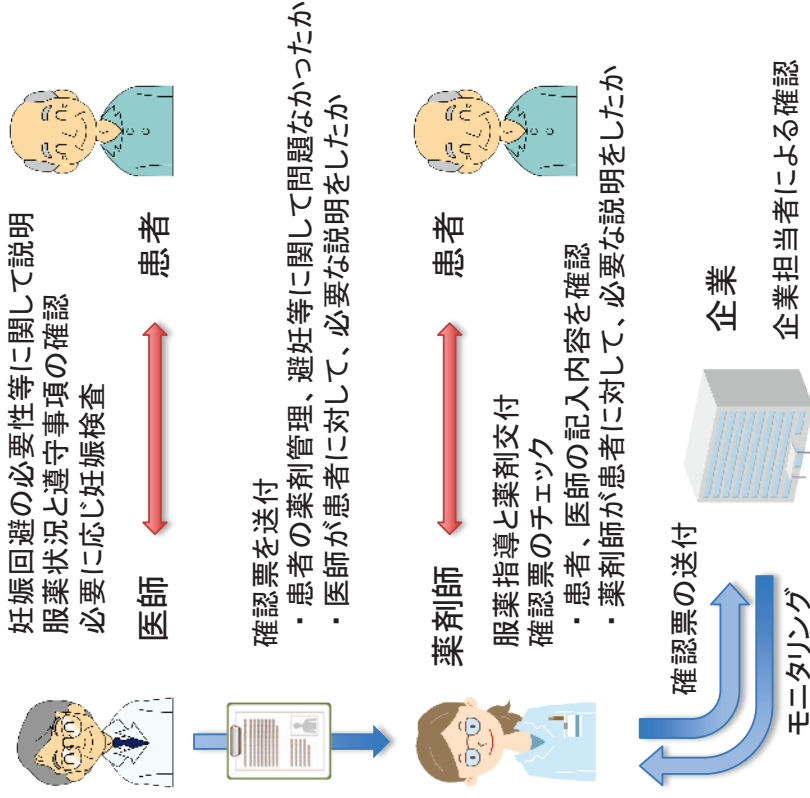 妊娠回避の必要性等に関して説明
服薬状況と遵守事項の確認
必要に応じ妊娠検査
医師
患者
確認票を送付
・患者の薬剤管理、避妊等に関して問題なかったか
・医師が患者に対して、必要な説明をしたか
薬剤師
患者
服薬指導と薬剤交付
確認票のチェック
・患者、医師の記入内容を確認
・薬剤師が患者に対して、必要な説明をしたか
確認票の送付
モニタリング
企業
企業担当者による確認